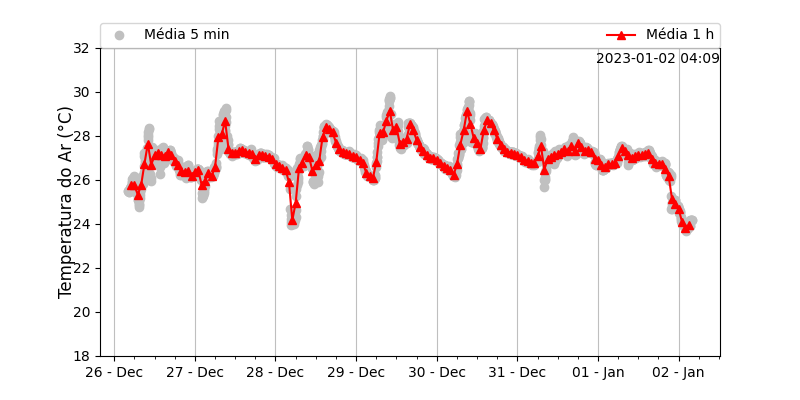 Média 5 min
Média 1 h
2023-01-02 04:09
Temperatura do Ar (°C)
32
30
28
26
24
22
20
18
26 - Dec
27 - Dec
28 - Dec
29 - Dec
30 - Dec
31 - Dec
01 - Jan
02 - Jan